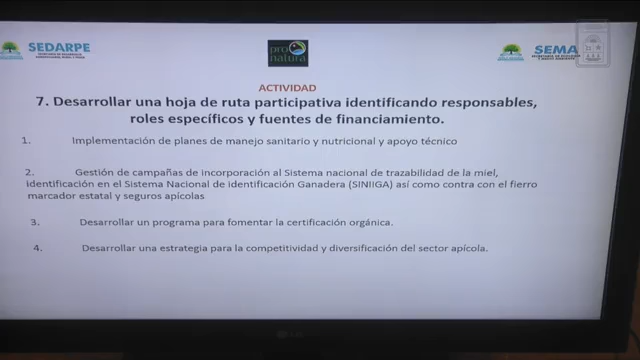 SEDARPE
pro natura
SEMA
ACTIVIDAD
7. Desarrollar una hoja de ruta participativa identificando responsables,
roles específicos y fuentes de financiamiento.
1. Implementación de planes de manejo sanitario y nutricional y apoyo técnico
2. Gestión de campañas de incorporación al Sistema nacional de trazabilidad de la miel,
identificación en el Sistema Nacional de Identificación Ganadera (SINIIGA) así como contra con el fierro
marcador estatal y seguros apícolas
3. Desarrollar un programa para fomentar la certificación orgánica.
4. Desarrollar una estrategia para la competitividad y diversificación del sector apícola.